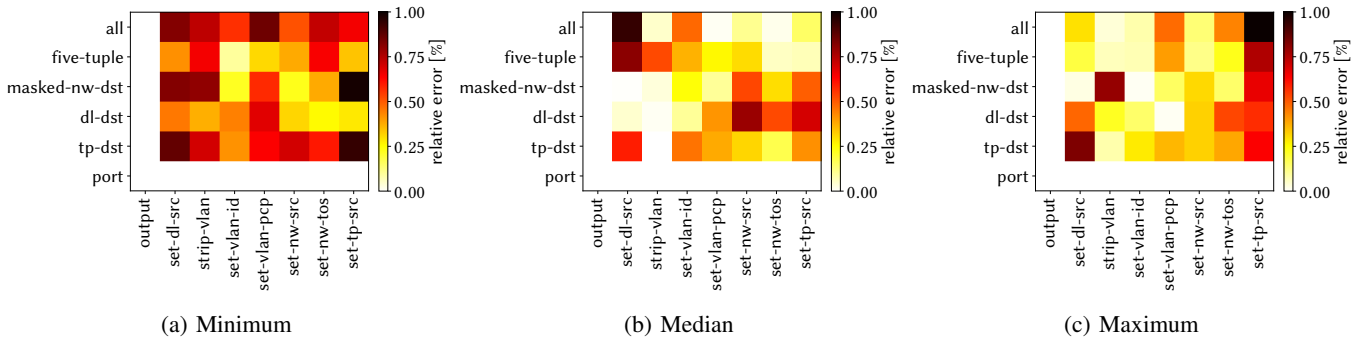 all
five-tuple
masked-nw-dst
dl-dst
tp-dst
port
output
set-dl-src
strip-vlan
set-vlan-id
set-vlan-pcp
set-nw-src
set-nw-tos
set-tp-src
1.00
0.75
0.50
0.25
0.00
relative error [%]
(a) Minimum
all
five-tuple
masked-nw-dst
dl-dst
tp-dst
port
output
set-dl-src
strip-vlan
set-vlan-id
set-vlan-pcp
set-nw-src
set-nw-tos
set-tp-src
1.00
0.75
0.50
0.25
0.00
relative error [%]
(b) Median
all
five-tuple
masked-nw-dst
dl-dst
tp-dst
port
output
set-dl-src
strip-vlan
set-vlan-id
set-vlan-pcp
set-nw-src
set-nw-tos
set-tp-src
1.00
0.75
0.50
0.25
0.00
relative error [%]
(c) Maximum